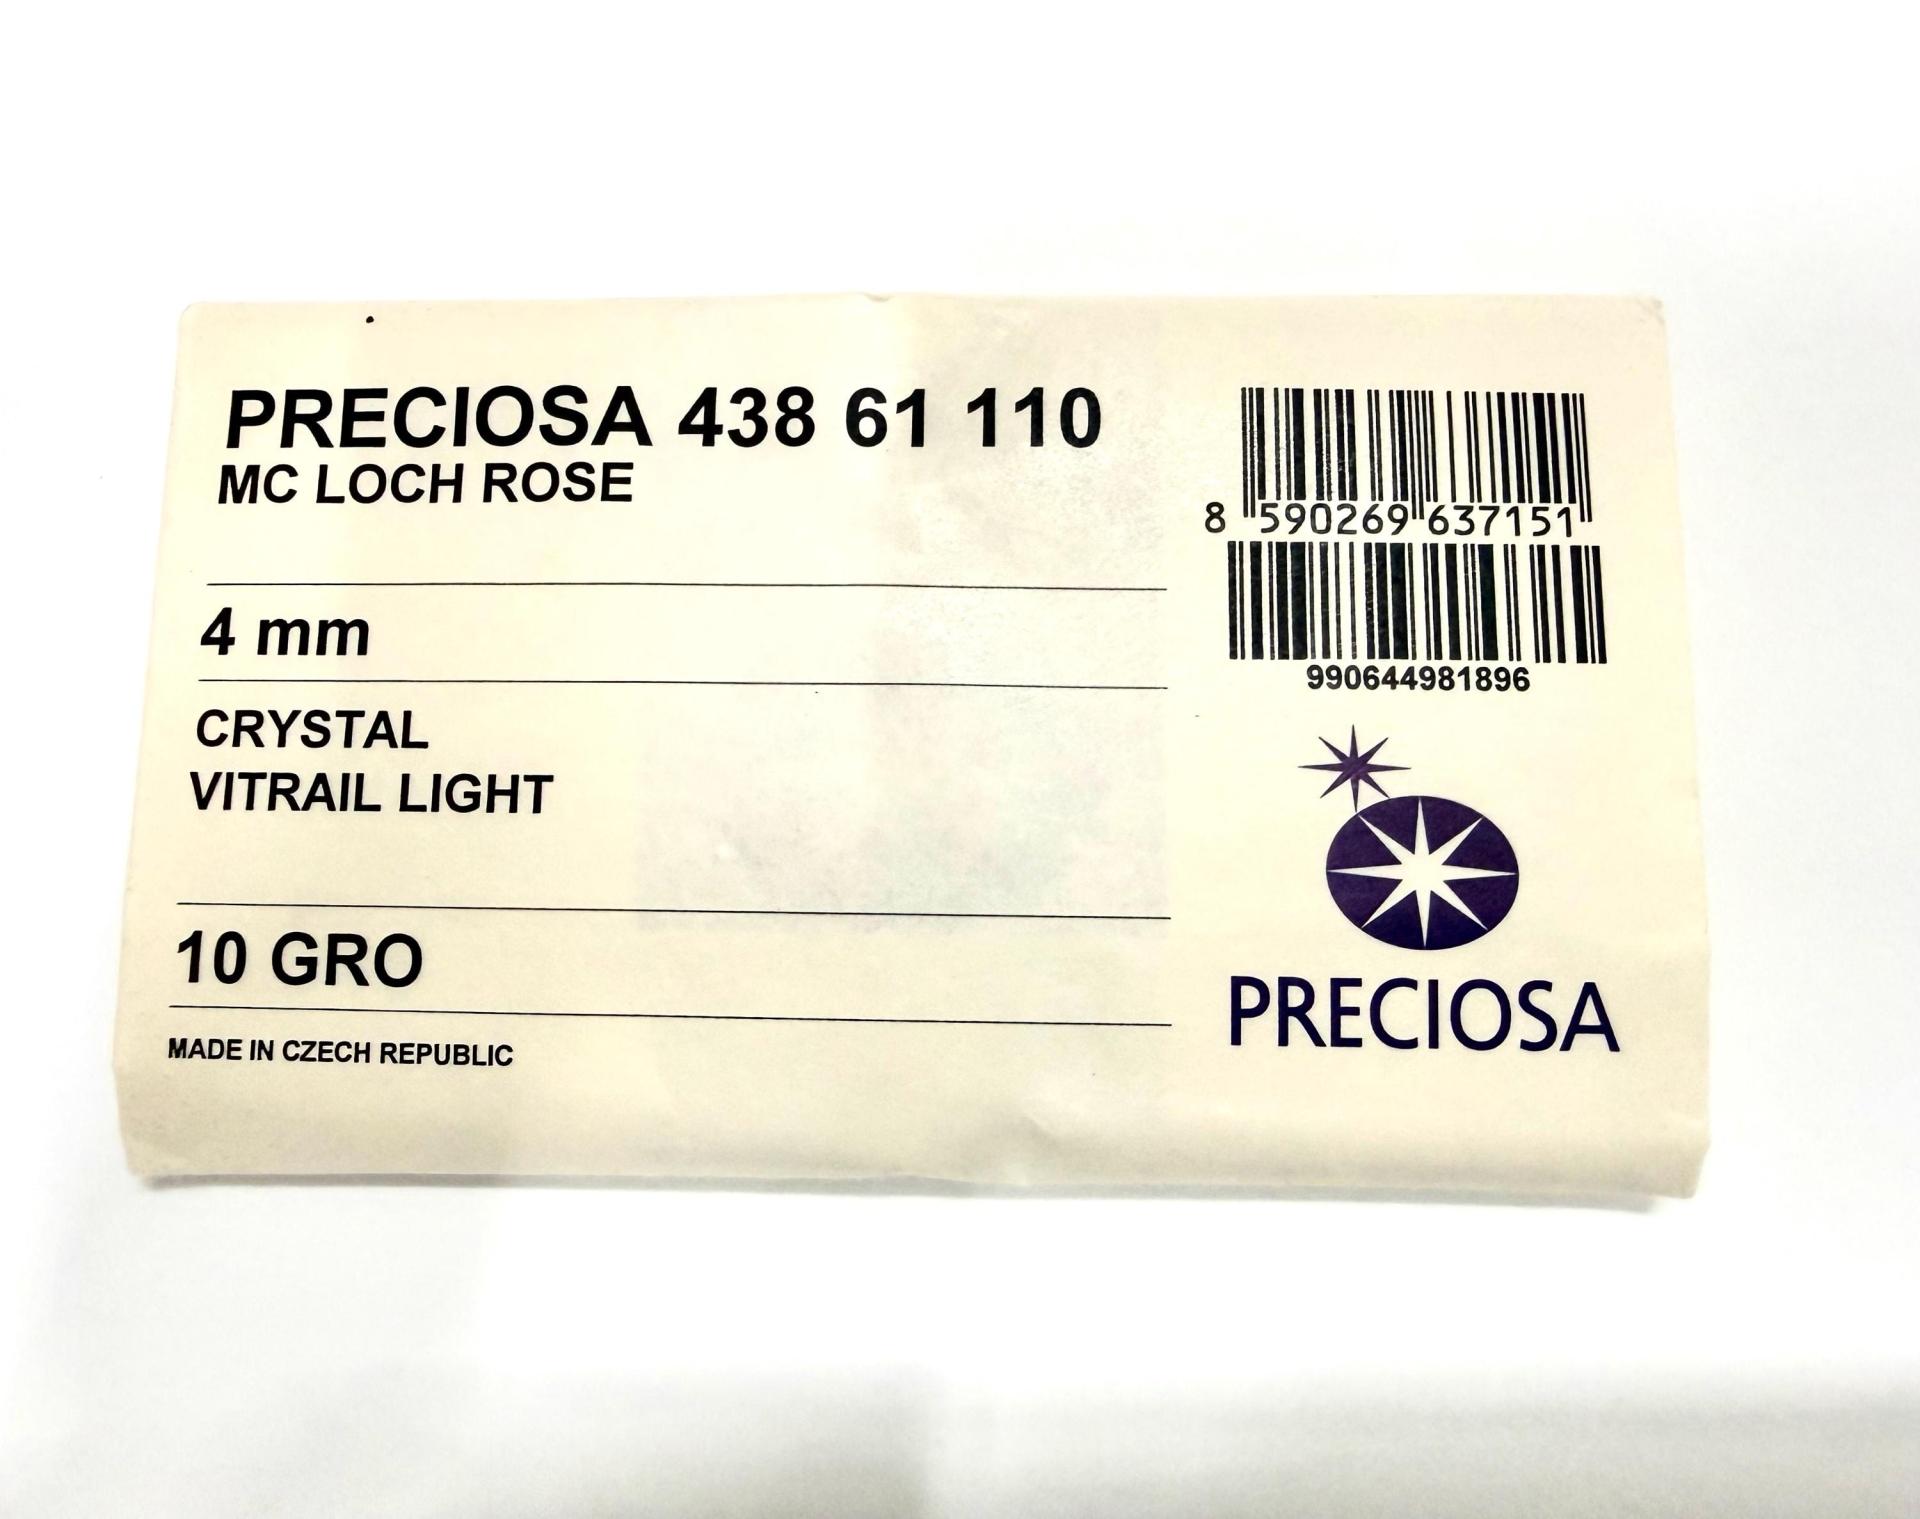 PRECIOSA 438 61 110
MC LOCH ROSE
4 mm
CRYSTAL
VITRAIL LIGHT
10 GRO
MADE IN CZECH REPUBLIC
8 590269 637151
990644981896
PRECIOSA